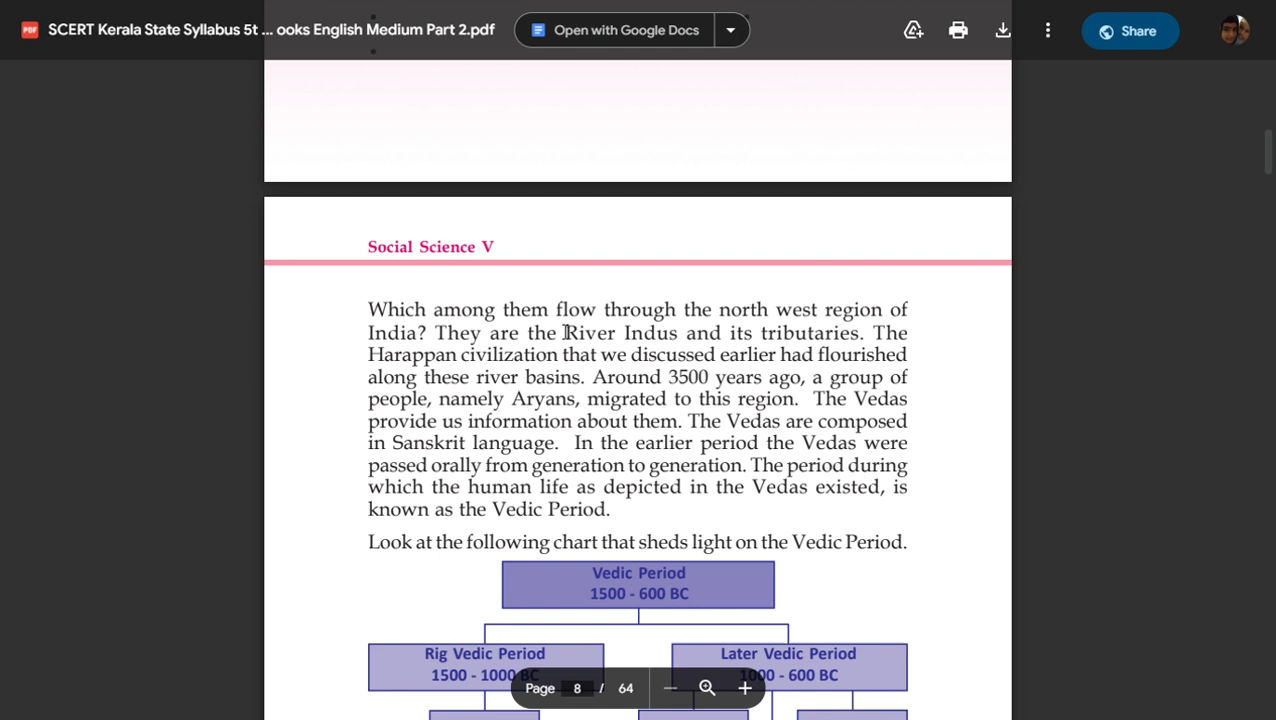 SCERT Kerala State Syllabus 5t ... ooks English Medium Part 2.pdf
Open with Google Docs
Share
Social Science V
Which among them flow through the north west region of
India? They are the River Indus and its tributaries. The
Harappan civilization that we discussed earlier had flourished
along these river basins. Around 3500 years ago, a group of
people, namely Aryans, migrated to this region. The Vedas
provide us information about them. The Vedas are composed
in Sanskrit language. In the earlier period the Vedas were
passed orally from generation to generation. The period during
which the human life as depicted in the Vedas existed, is
known as the Vedic Period.
Look at the following chart that sheds light on the Vedic Period.
Vedic Period
1500 - 600 BC
Rig Vedic Period
1500 - 1000 BC
Later Vedic Period
1000 - 600 BC
Page 8 / 64